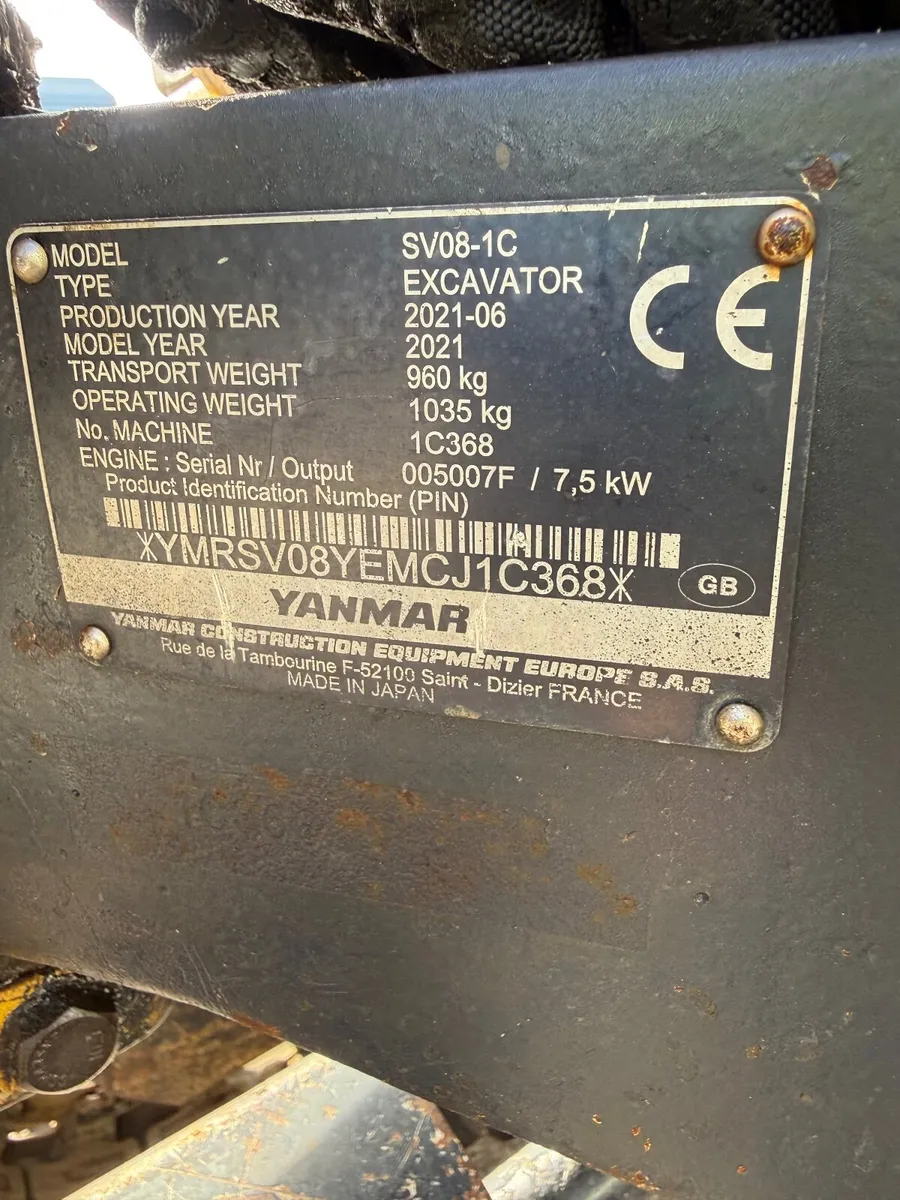 MODEL SV08-1C
TYPE EXCAVATOR
PRODUCTION YEAR 2021-06
MODEL YEAR 2021
TRANSPORT WEIGHT 960 kg
OPERATING WEIGHT 1035 kg
No. MACHINE 1C368
ENGINE : Serial Nr / Output 005007F / 7,5 kW
Product Identification Number (PIN)
*YMRSV08YEMCJ1C368*
CE
GB
YANMAR
YANMAR CONSTRUCTION EQUIPMENT EUROPE S.A.S.
Rue de la Tambourine F-52100 Saint - Dizier FRANCE
MADE IN JAPAN